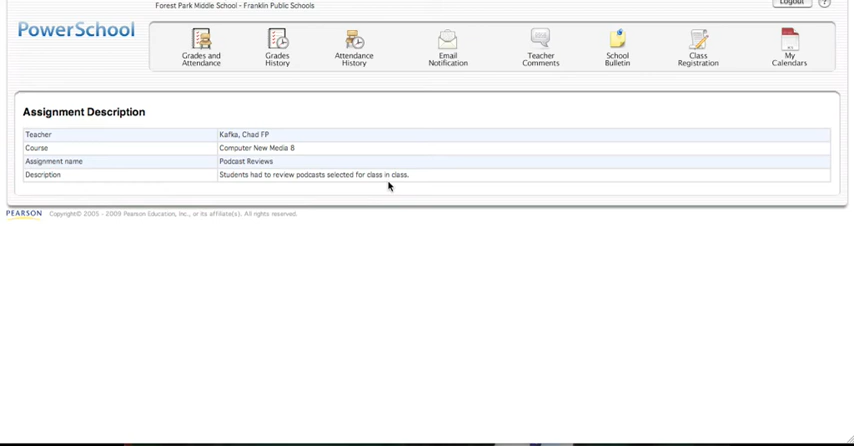 Forest Park Middle School - Franklin Public Schools
Logout ?
PowerSchool
Grades and Attendance
Grades History
Attendance History
Email Notification
Teacher Comments
School Bulletin
Class Registration
My Calendars
Assignment Description
Teacher Kafka, Chad FP
Course Computer New Media 8
Assignment name Podcast Reviews
Description Students had to review podcasts selected for class in class.
PEARSON Copyright© 2005 - 2009 Pearson Education, Inc., or its affiliate(s). All rights reserved.